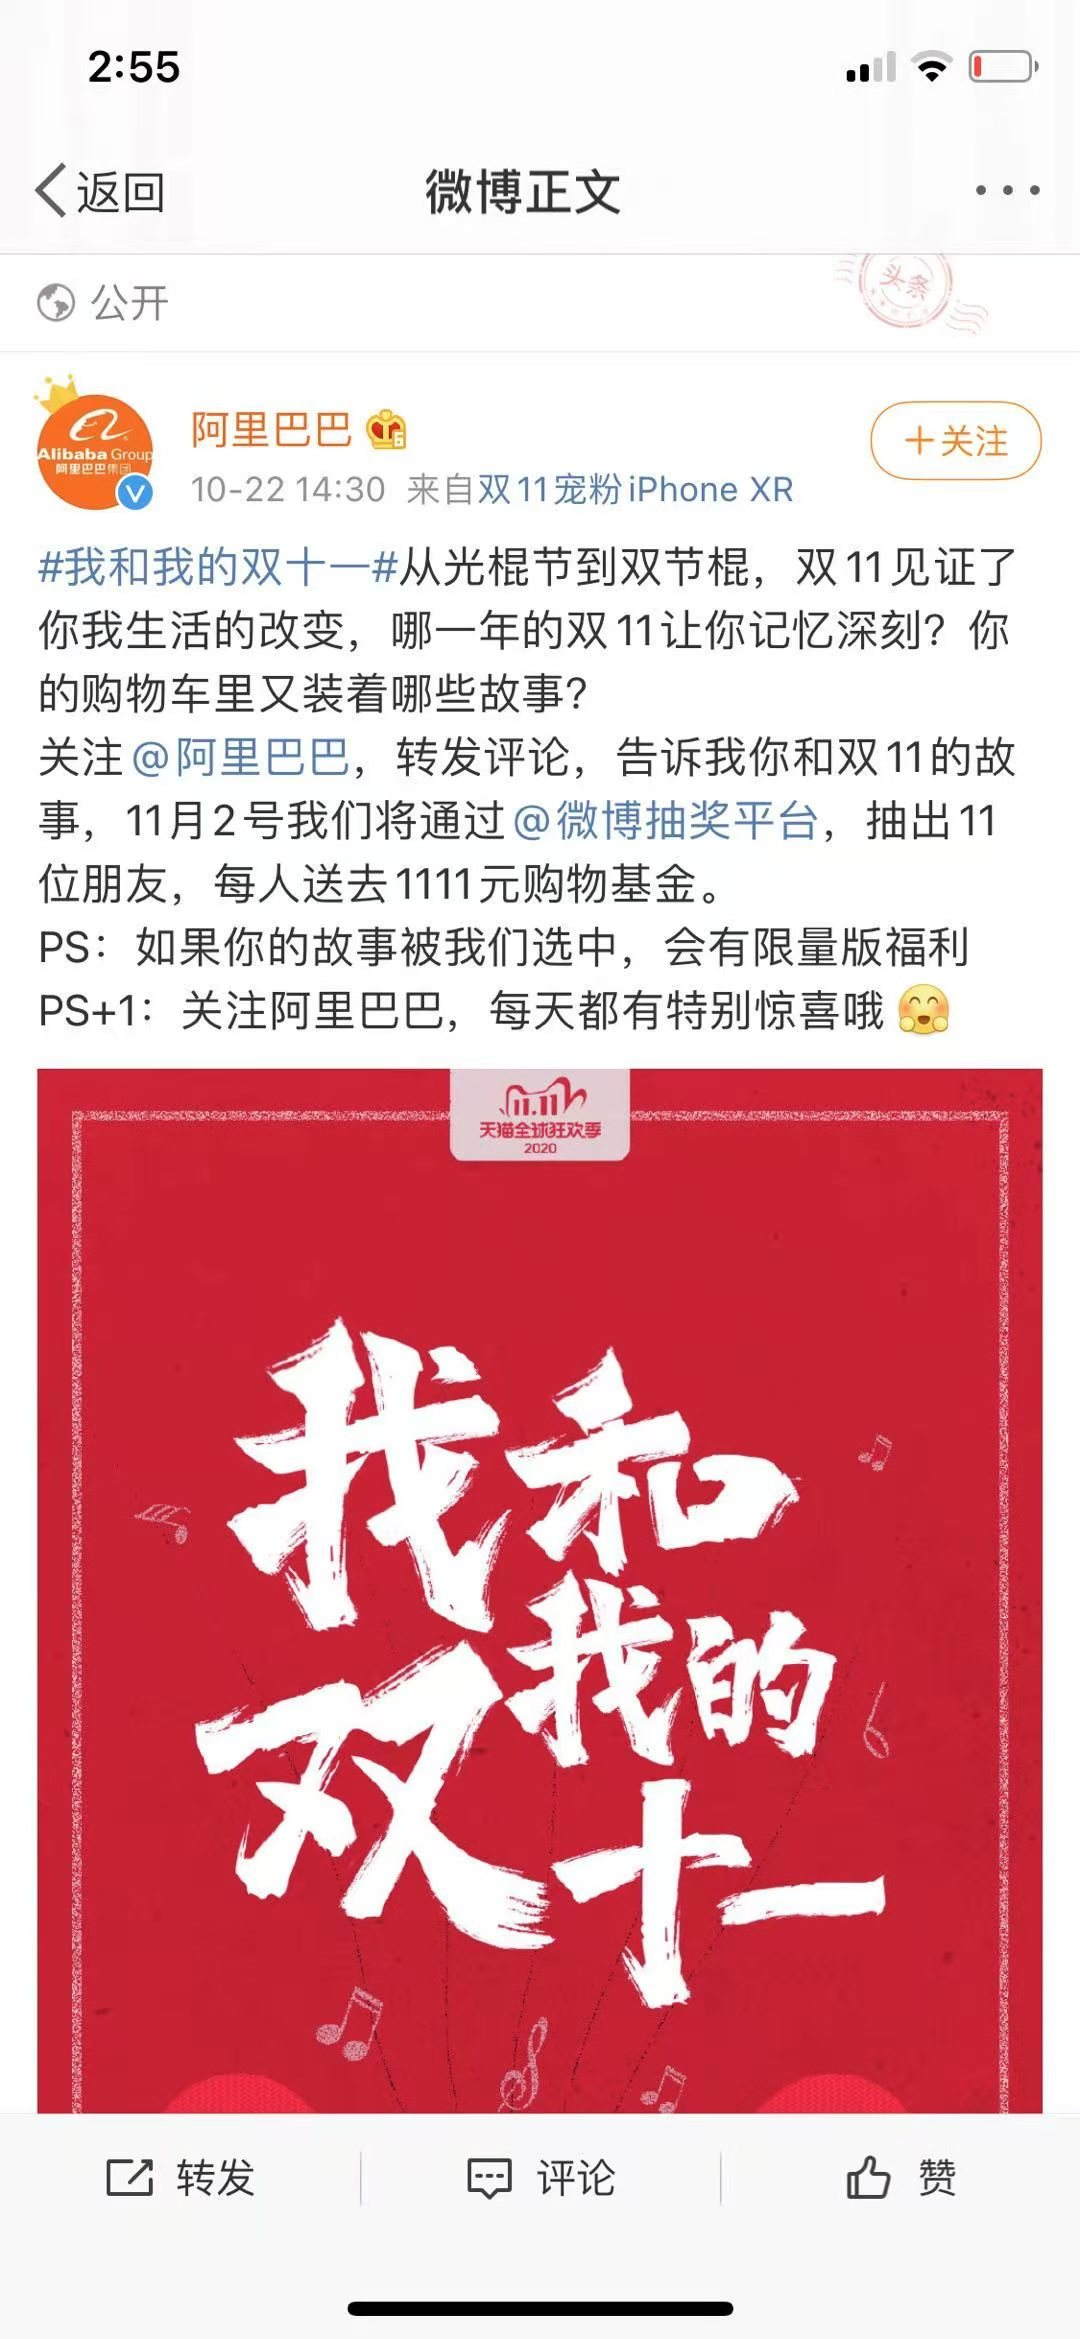 2:55
返回
微博正文
公开
头条
Alibaba Group
阿里巴巴集团
阿里巴巴
6
+关注
10-22 14:30 来自双11宠粉iPhone XR
#我和我的双十一#从光棍节到双节棍，双11见证了
你我生活的改变，哪一年的双11让你记忆深刻？你
的购物车里又装着哪些故事？
关注@阿里巴巴，转发评论，告诉我你和双11的故
事，11月2号我们将通过@微博抽奖平台，抽出11
位朋友，每人送去1111元购物基金。
PS：如果你的故事被我们选中，会有限量版福利
PS+1：关注阿里巴巴，每天都有特别惊喜哦
11.11
天猫全球狂欢季
2020
我和
我的
双十一
转发
评论
赞